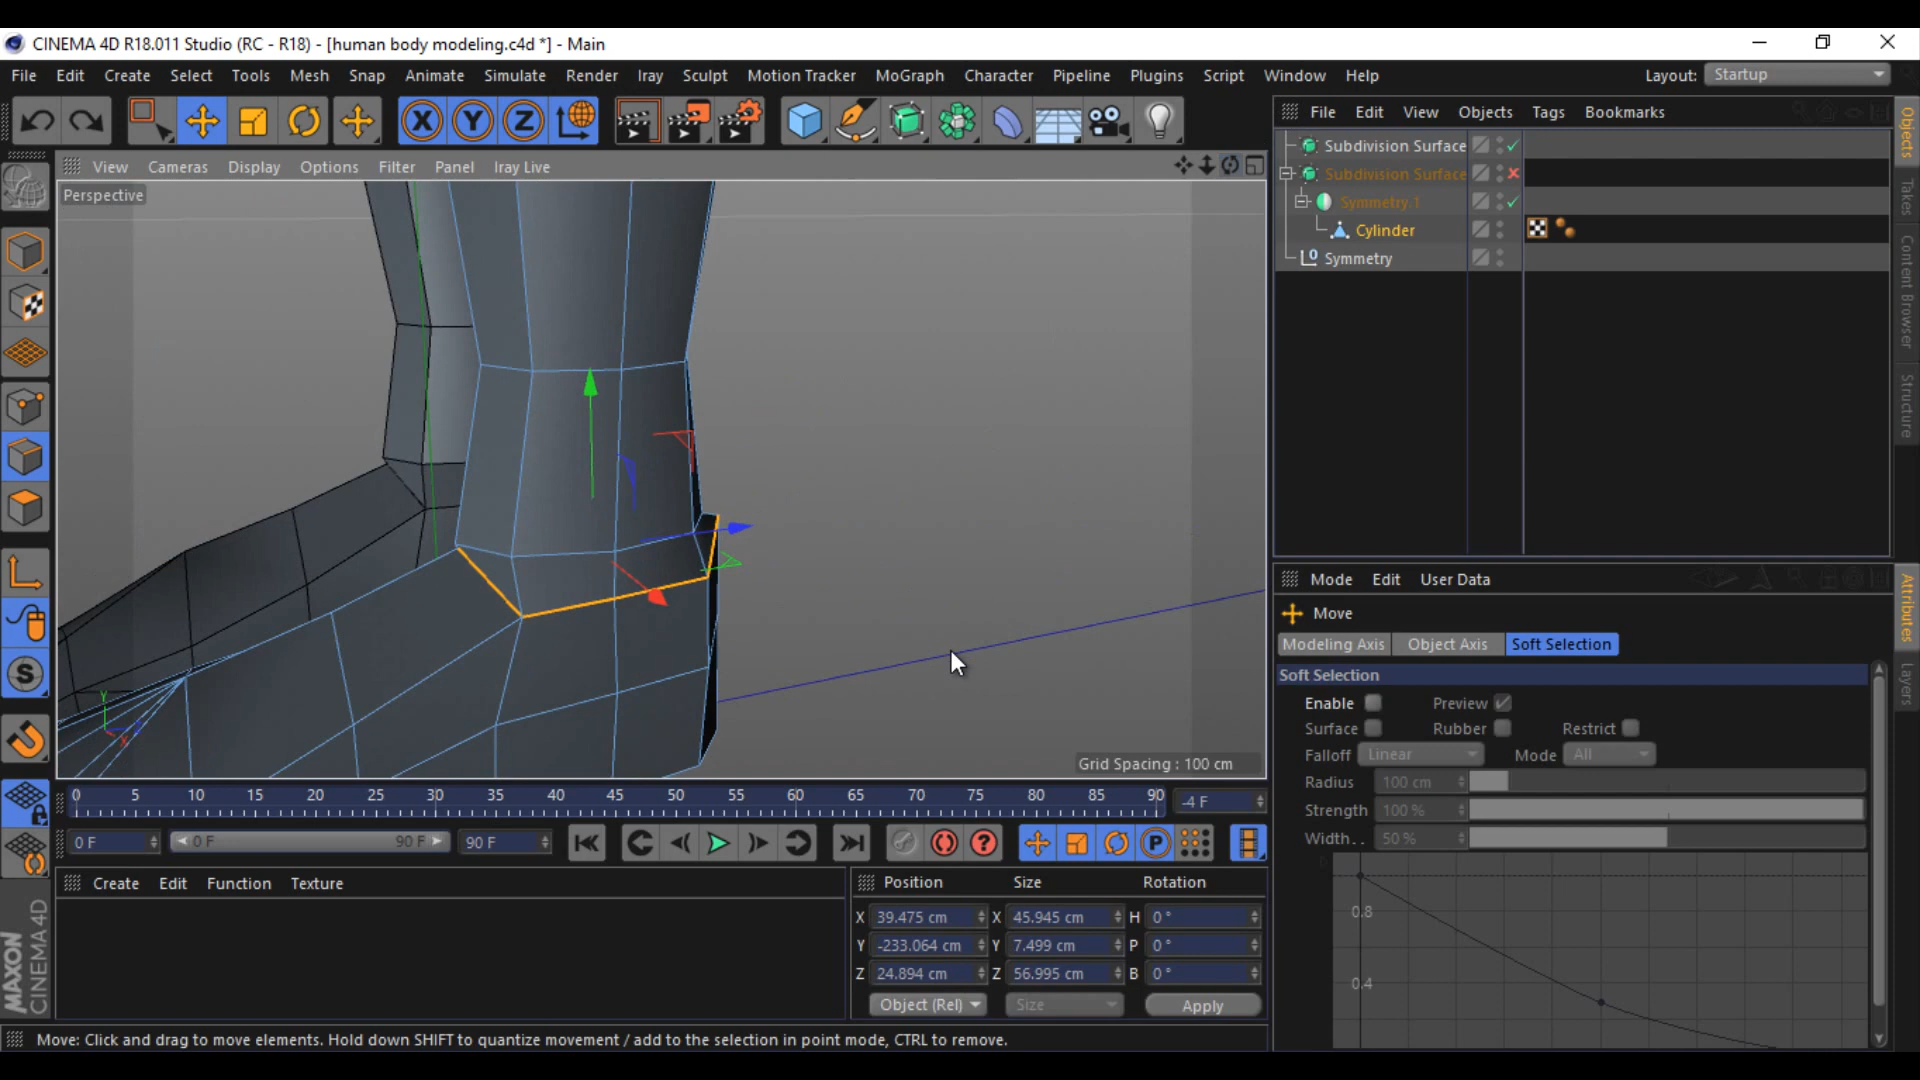 CINEMA 4D R18.011 Studio (RC - R18) - [human body modeling.c4d *] - Main
File Edit Create Select Tools Mesh Snap Animate Simulate Render Iray Sculpt Motion Tracker MoGraph Character Pipeline Plugins Script Window Help Layout: Startup
X Y Z
File Edit View Objects Tags Bookmarks
View Cameras Display Options Filter Panel Iray Live
Perspective
Subdivision Surface
Subdivision Surface
Symmetry.1
Cylinder
Symmetry
Objects
Takes
Content Browser
Structure
Mode Edit User Data
Move
Modeling Axis Object Axis Soft Selection
Soft Selection
Enable Preview
Surface Rubber Restrict
Falloff Linear Mode All
Radius 100 cm
Strength 100 %
Width.. 50 %
0.8
0.4
Attributes
Layers
S
Y
X
Grid Spacing : 100 cm
0 5 10 15 20 25 30 35 40 45 50 55 60 65 70 75 80 85 90 -4 F
0 F 0 F 90 F 90 F ? P
Create Edit Function Texture
Position Size Rotation
X 39.475 cm X 45.945 cm H 0 °
Y -233.064 cm Y 7.499 cm P 0 °
Z 24.894 cm Z 56.995 cm B 0 °
Object (Rel) Size Apply
MAXON
CINEMA 4D
Move: Click and drag to move elements. Hold down SHIFT to quantize movement / add to the selection in point mode, CTRL to remove.